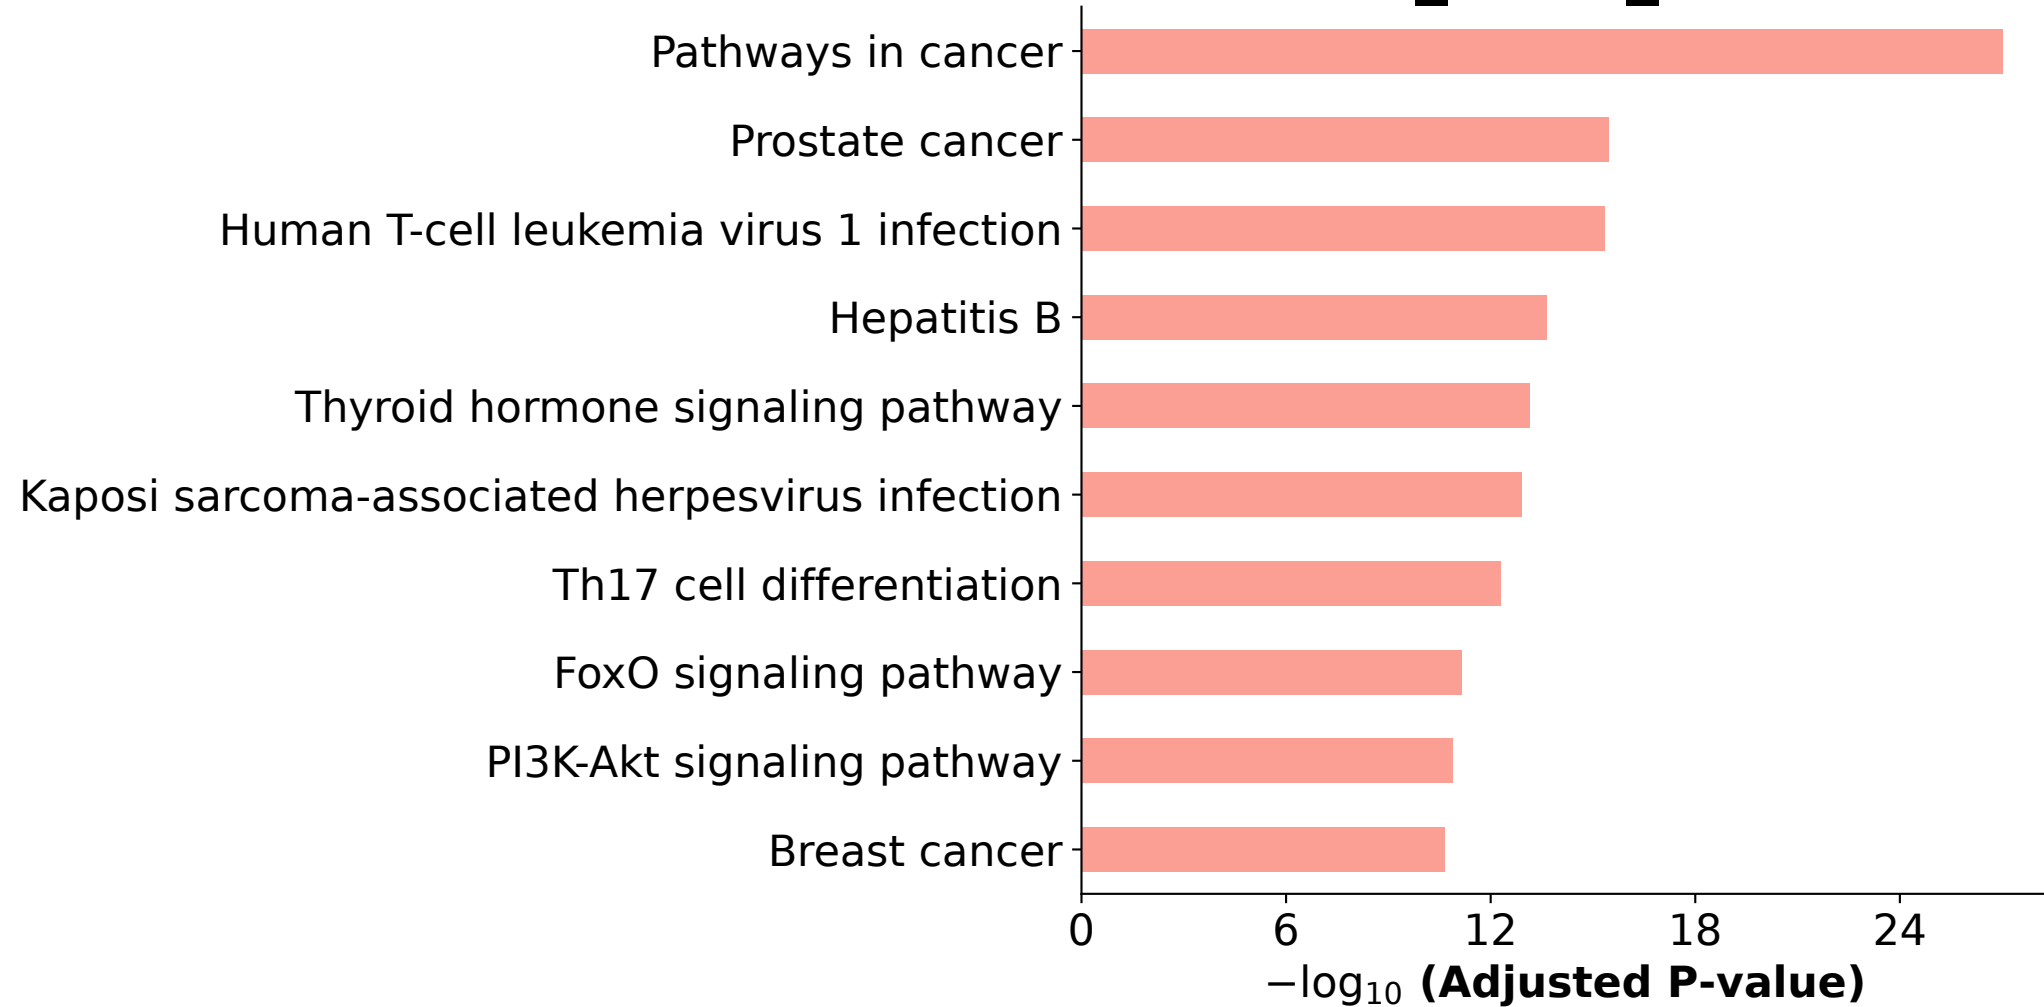 Pathways in cancer
Prostate cancer
Human T-cell leukemia virus 1 infection
Hepatitis B
Thyroid hormone signaling pathway
Kaposi sarcoma-associated herpesvirus infection
Th17 cell differentiation
FoxO signaling pathway
PI3K-Akt signaling pathway
Breast cancer
0 6 12 18 24
−log₁₀ (Adjusted P-value)